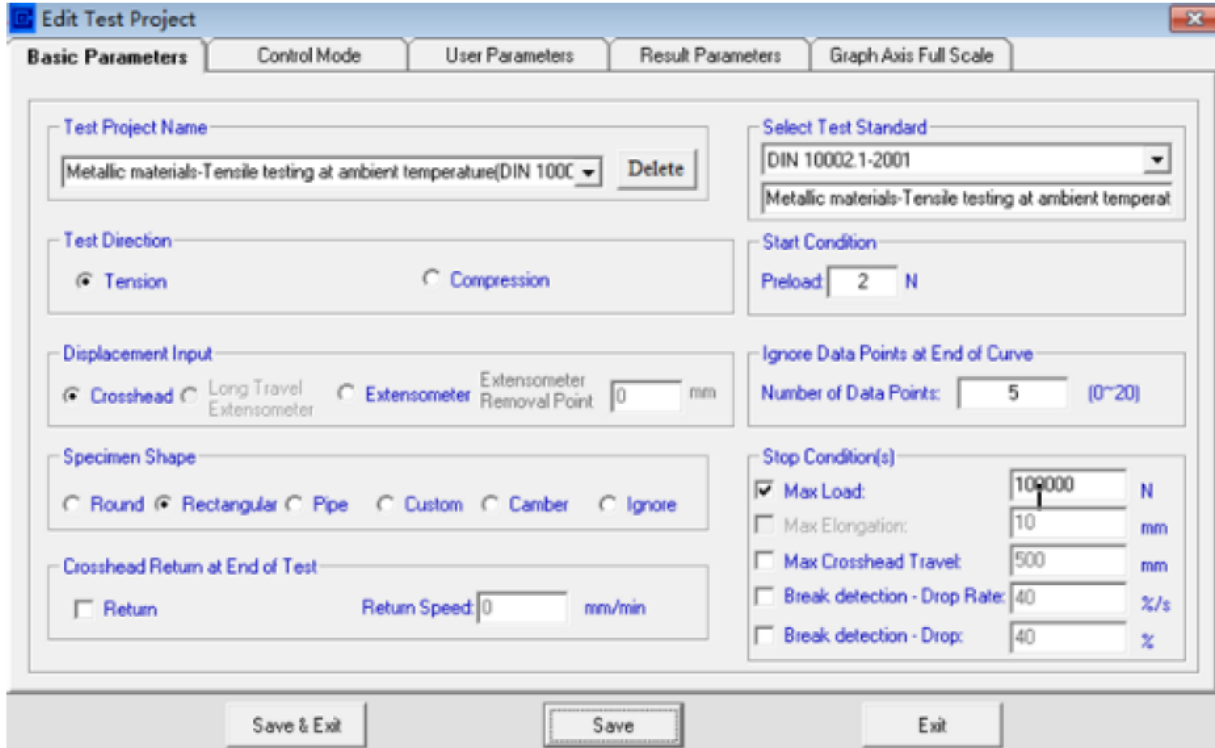 Edit Test Project
Basic Parameters
Control Mode
User Parameters
Result Parameters
Graph Axis Full Scale
Test Project Name
Metallic materials-Tensile testing at ambient temperature(DIN 1000
Delete
Select Test Standard
DIN 10002.1-2001
Metallic materials-Tensile testing at ambient temperat
Test Direction
Tension
Compression
Start Condition
Preload: 2 N
Displacement Input
Crosshead
Long Travel
Extensometer
Extensometer
Extensometer
Removal Point
0 mm
Ignore Data Points at End of Curve
Number of Data Points: 5 (0~20)
Specimen Shape
Round Rectangular Pipe Custom Camber Ignore
Crosshead Return at End of Test
Return
Return Speed: 0 mm/min
Stop Condition(s)
Max Load: 100000 N
Max Elongation: 10 mm
Max Crosshead Travel: 500 mm
Break detection - Drop Rate: 40 %/s
Break detection - Drop: 40 %
Save & Exit
Save
Exit